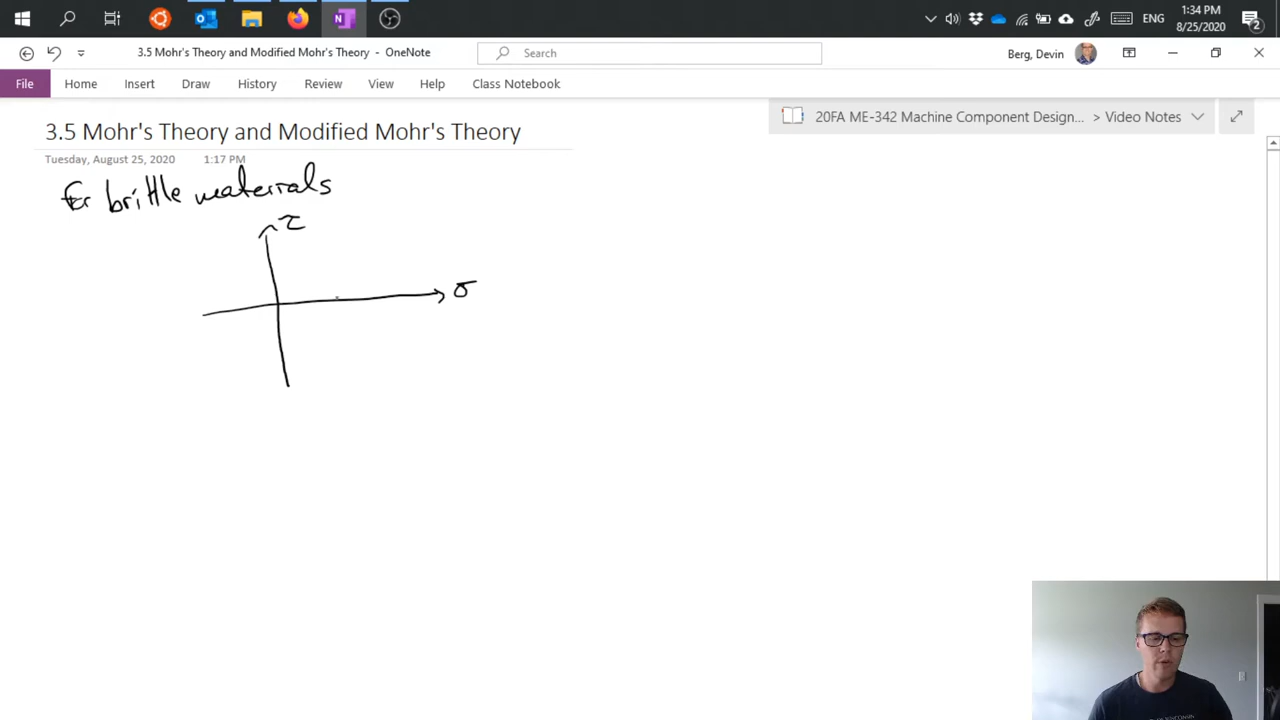 1:34 PM
ENG
8/25/2020
2
3.5 Mohr's Theory and Modified Mohr's Theory - OneNote
Search
Berg, Devin
File Home Insert Draw History Review View Help Class Notebook
20FA ME-342 Machine Component Design... > Video Notes
3.5 Mohr's Theory and Modified Mohr's Theory
Tuesday, August 25, 2020 1:17 PM
For brittle materials
τ
σ